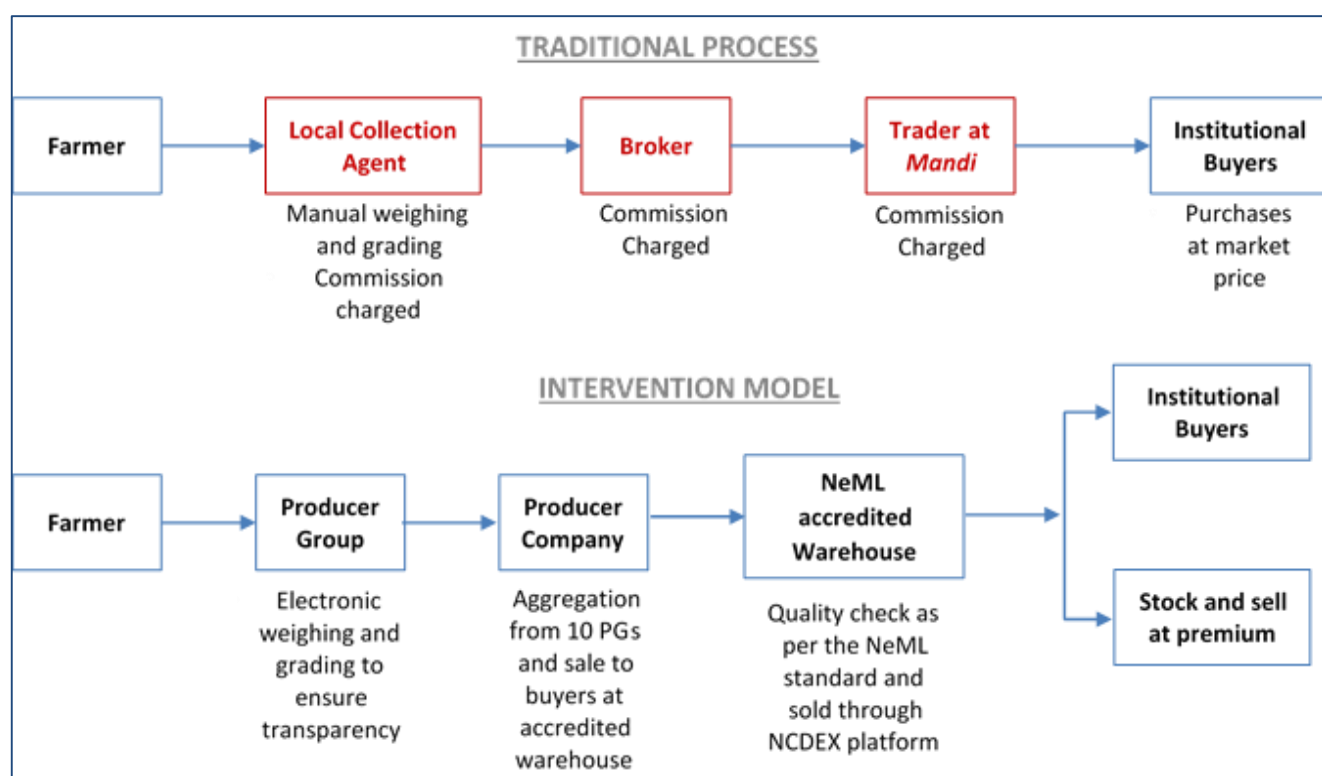 TRADITIONAL PROCESS
Farmer
Local Collection
Agent
Broker
Trader at
Mandi
Institutional
Buyers
Manual weighing
and grading
Commission
charged
Commission
Charged
Commission
Charged
Purchases
at market
price
INTERVENTION MODEL
Farmer
Producer
Group
Producer
Company
NeML
accredited
Warehouse
Institutional
Buyers
Stock and sell
at premium
Electronic
weighing and
grading to
ensure
transparency
Aggregation
from 10 PGs
and sale to
buyers at
accredited
warehouse
Quality check as
per the NeML
standard and
sold through
NCDEX platform